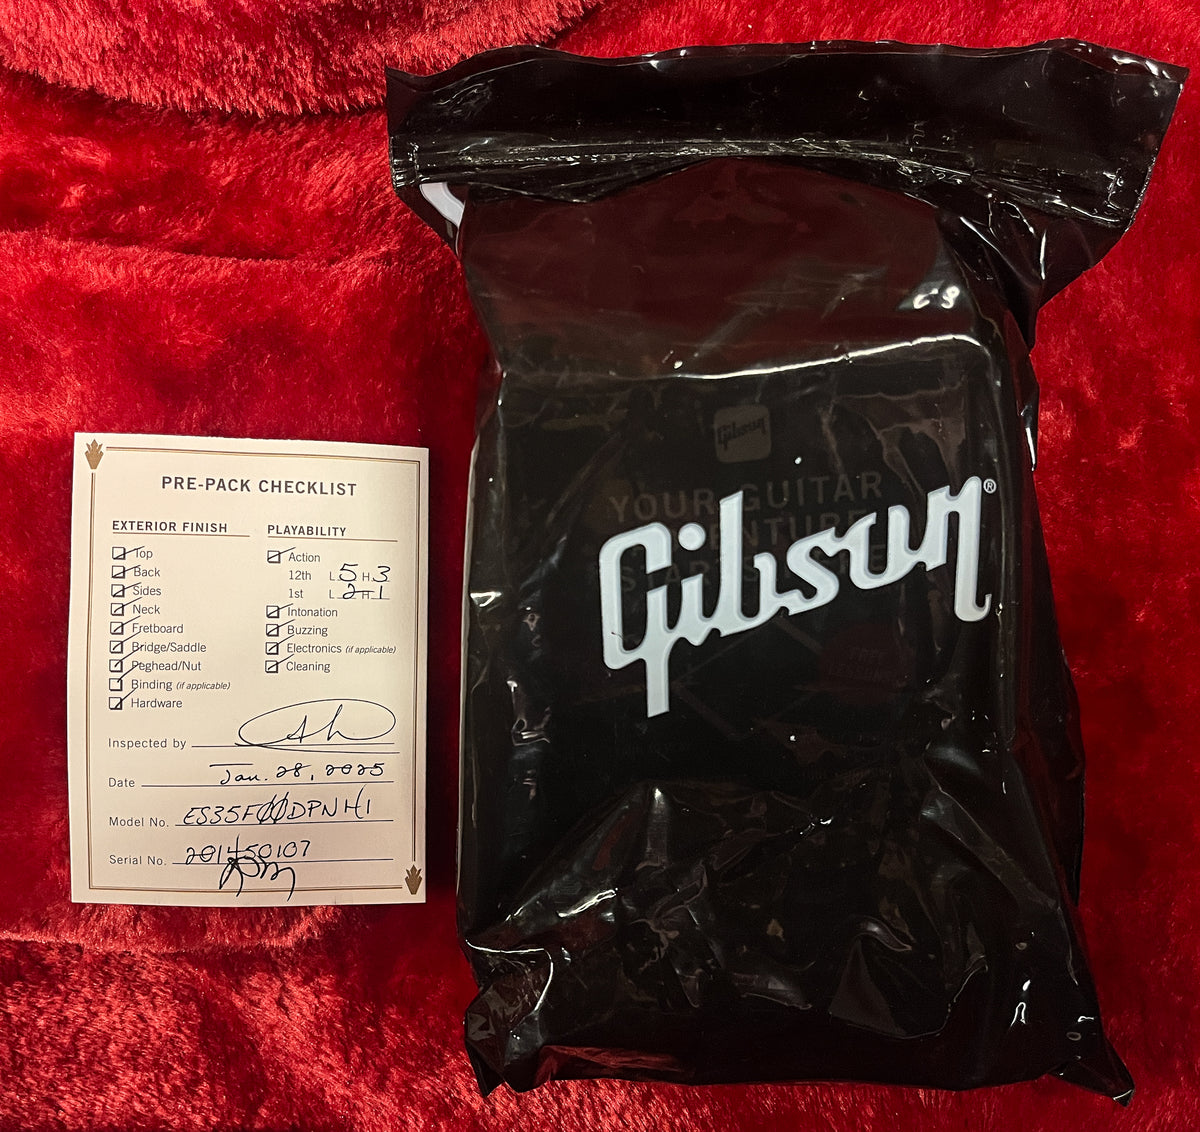 PRE-PACK CHECKLIST
EXTERIOR FINISH
Top
Back
Sides
Neck
Fretboard
Bridge/Saddle
Peghead/Nut
Binding (if applicable)
Hardware
PLAYABILITY
Action
12th L 5 H 3
1st L 2 H 1
Intonation
Buzzing
Electronics (if applicable)
Cleaning
Inspected by
Date Jan. 28, 2025
Model No. ES35F00DPNH1
Serial No. 201450107
Gibson
YOUR GUITAR
Gibson®